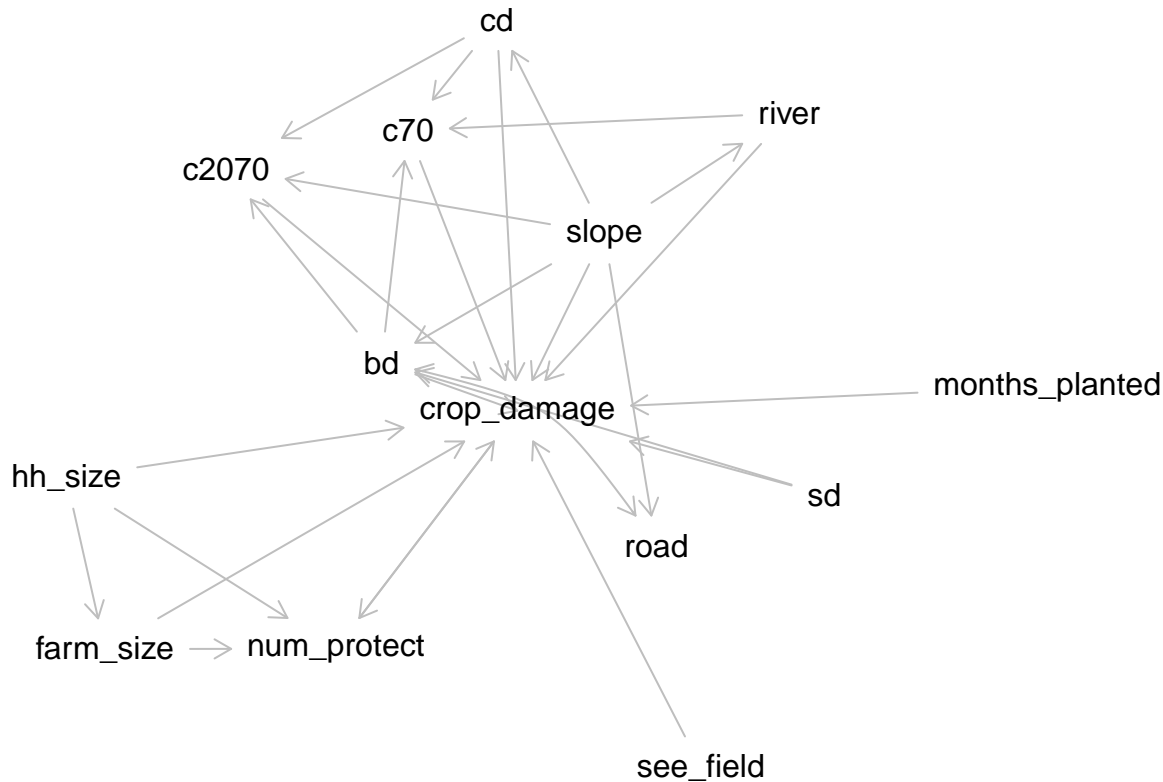 cd
river
c70
c2070
slope
bd
months_planted
crop_damage
hh_size
sd
road
farm_size
num_protect
see_field